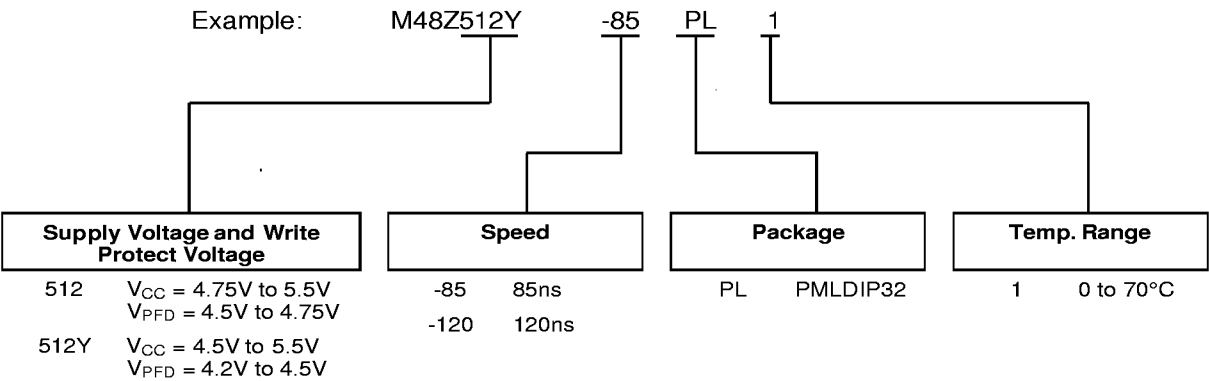 Example: M48Z512Y -85 PL 1
Supply Voltage and Write
Protect Voltage
512 VCC = 4.75V to 5.5V
VPFD = 4.5V to 4.75V
512Y VCC = 4.5V to 5.5V
VPFD = 4.2V to 4.5V
Speed
-85 85ns
-120 120ns
Package
PL PMLDIP32
Temp. Range
1 0 to 70°C